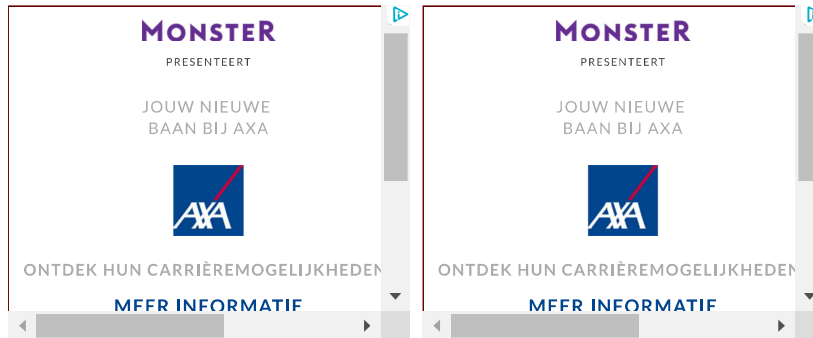 MONSTER
PRESENTEERT
JOUW NIEUWE
BAAN BIJ AXA
AXA
ONTDEK HUN CARRIÈREMOGELIJKHEDEN
MEER INFORMATIE
MONSTER
PRESENTEERT
JOUW NIEUWE
BAAN BIJ AXA
AXA
ONTDEK HUN CARRIÈREMOGELIJKHEDEN
MEER INFORMATIE